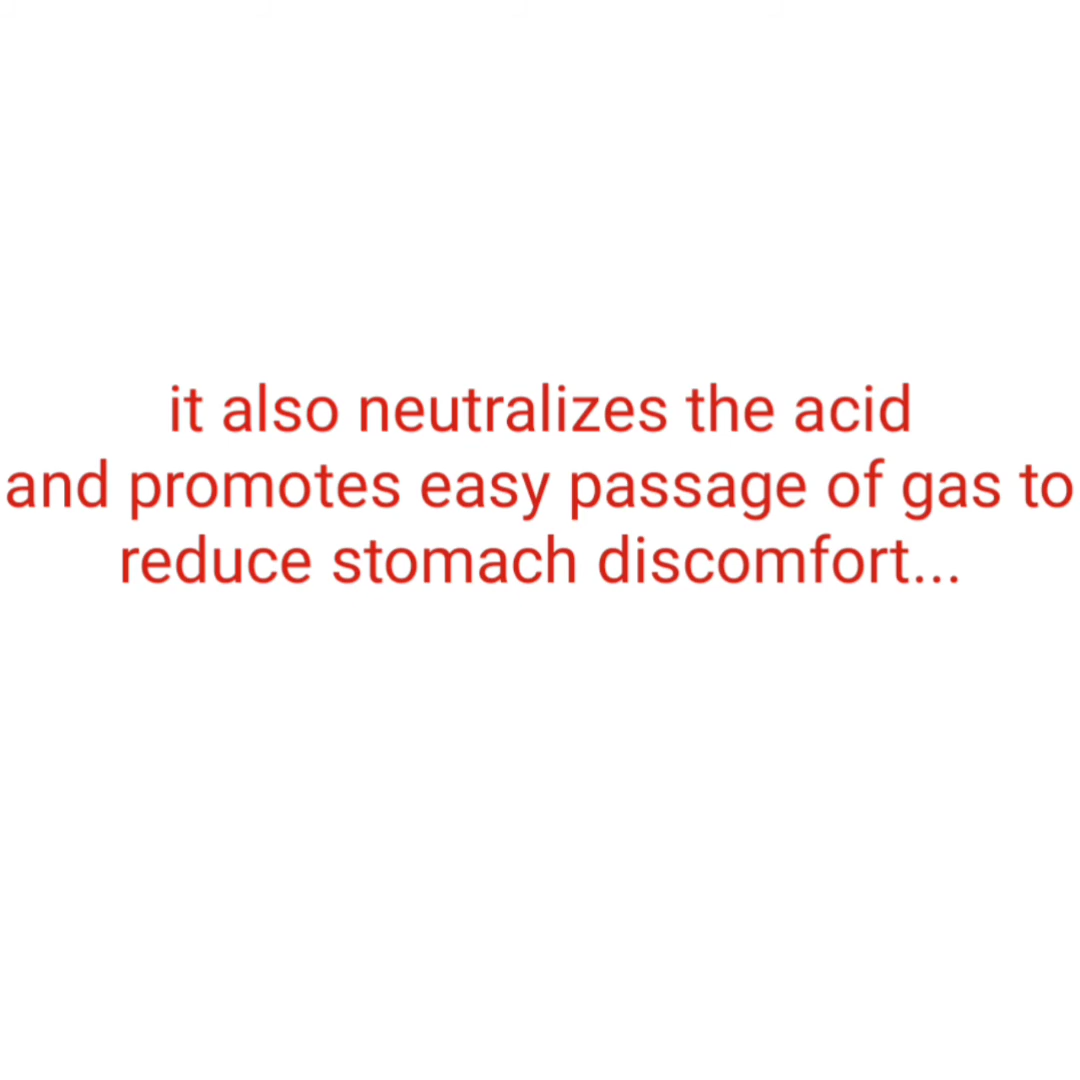 it also neutralizes the acid
and promotes easy passage of gas to
reduce stomach discomfort...